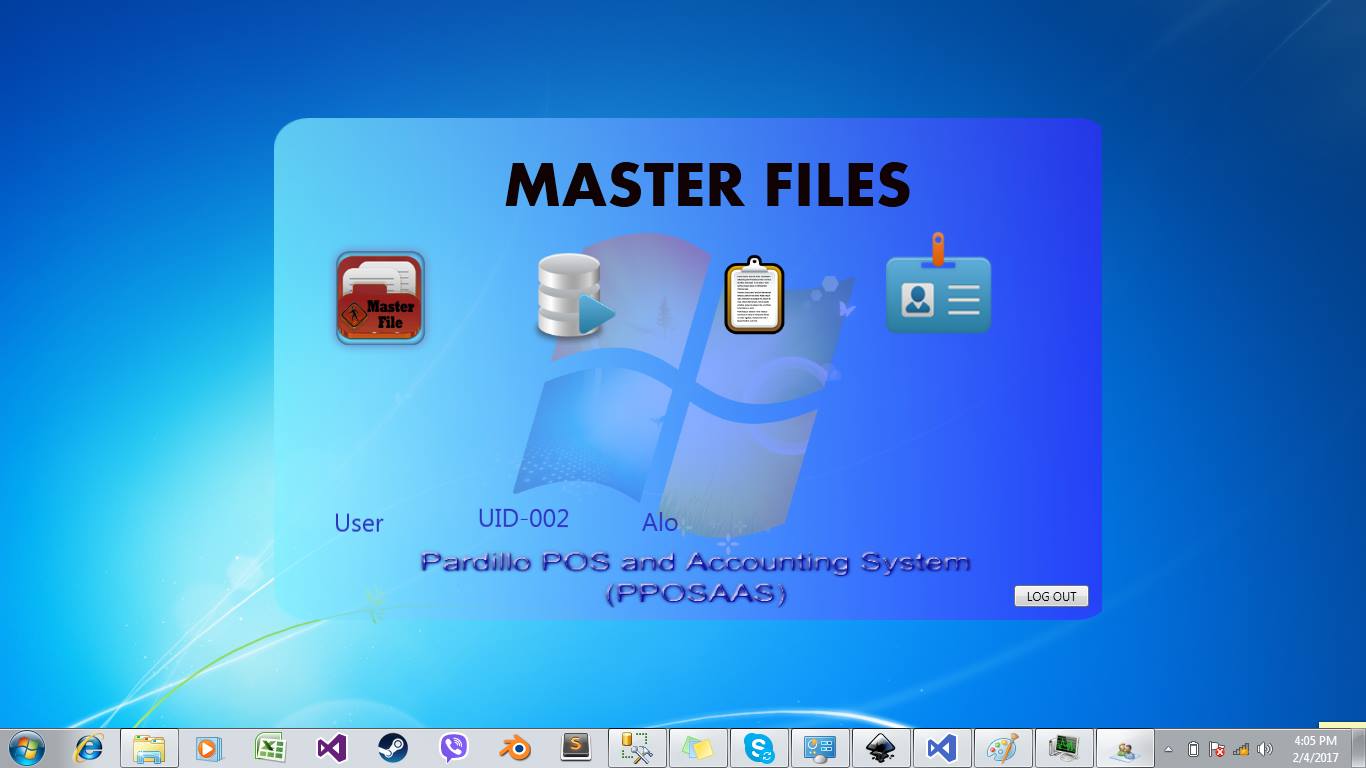 MASTER FILES
Master
File
User
UID-002
Alo
Pardillo POS and Accounting System
(PPOSAAS)
LOG OUT
4:05 PM
2/4/2017